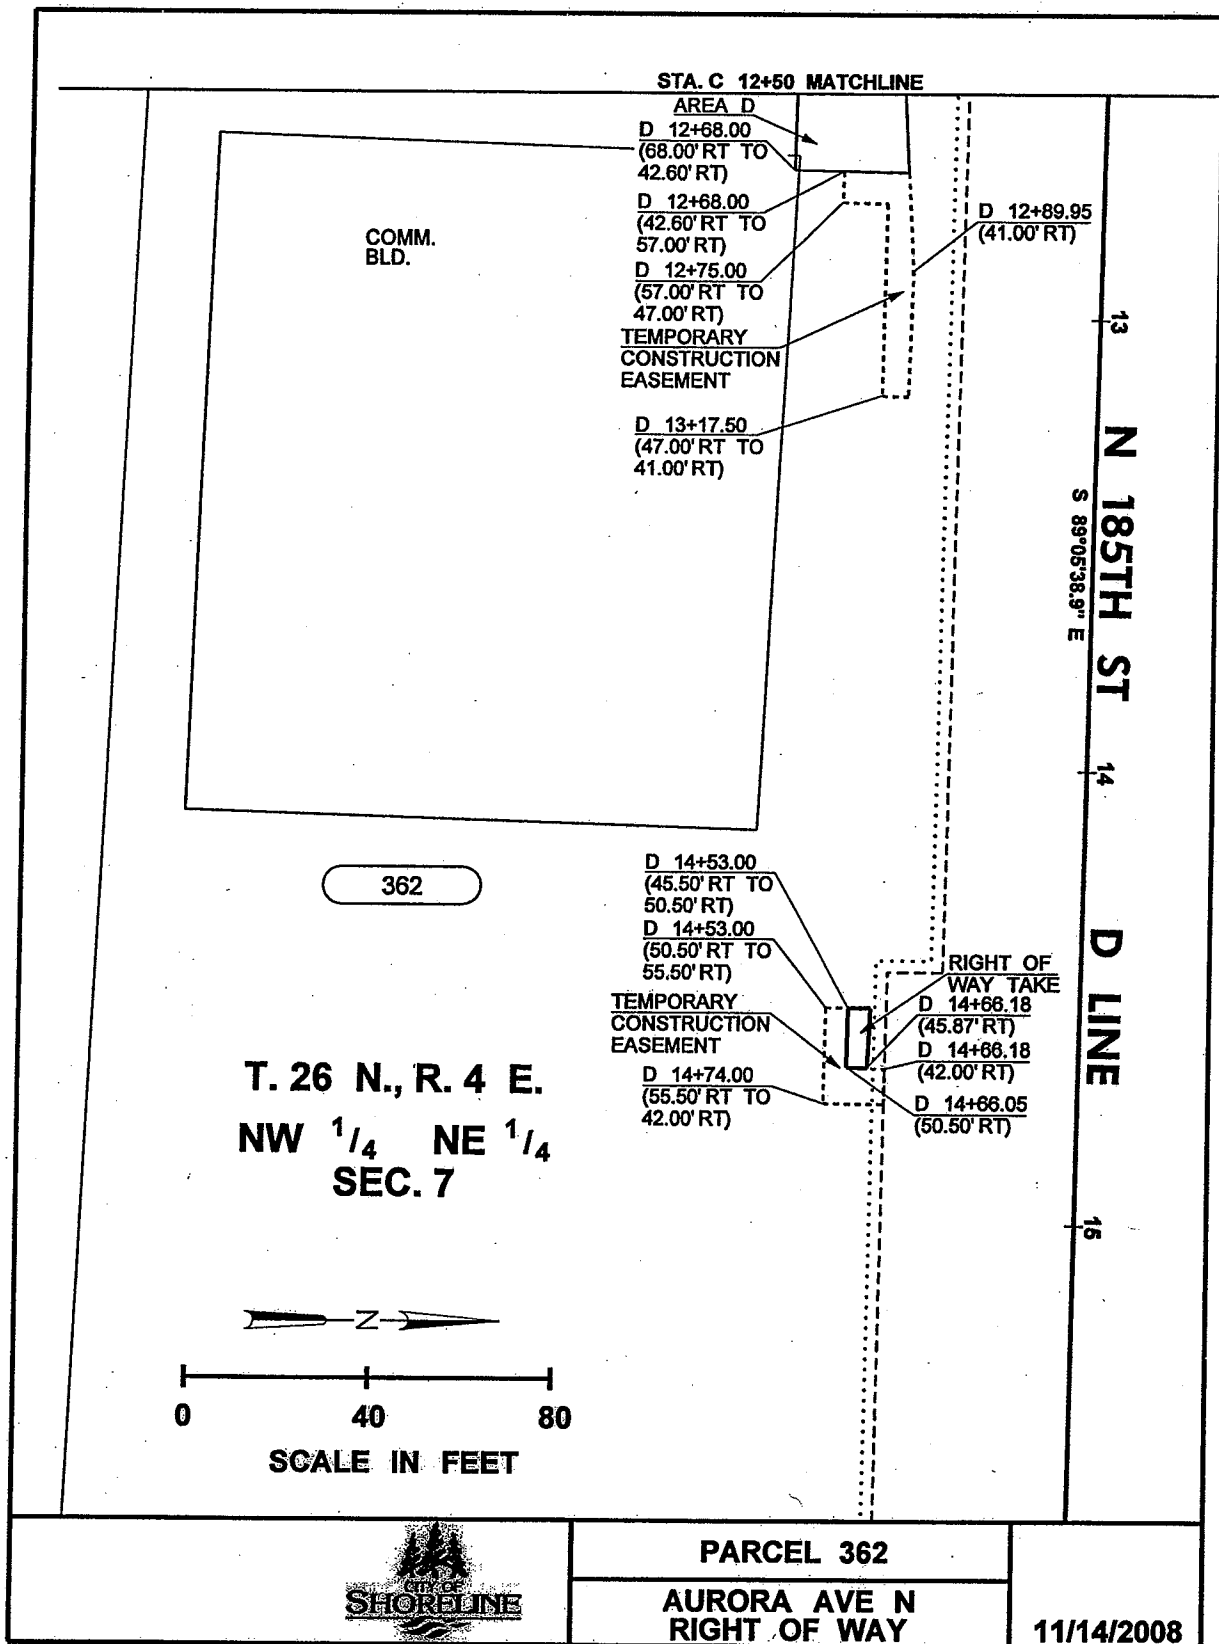 STA. C 12+50 MATCHLINE
AREA D
D 12+68.00
(68.00' RT TO
42.60' RT)
D 12+68.00
(42.60' RT TO
57.00' RT)
D 12+75.00
(57.00' RT TO
47.00' RT)
TEMPORARY
CONSTRUCTION
EASEMENT
D 13+17.50
(47.00' RT TO
41.00' RT)
D 12+89.95
(41.00' RT)
COMM.
BLD.
13
N 185TH ST D LINE
S 89°05'38.9" E
14
362
D 14+53.00
(45.50' RT TO
50.50' RT)
D 14+53.00
(50.50' RT TO
55.50' RT)
TEMPORARY
CONSTRUCTION
EASEMENT
D 14+74.00
(55.50' RT TO
42.00' RT)
RIGHT OF
WAY TAKE
D 14+66.18
(45.87' RT)
D 14+66.18
(42.00' RT)
D 14+66.05
(50.50' RT)
15
T. 26 N., R. 4 E.
NW 1/4 NE 1/4
SEC. 7
N
0 40 80
SCALE IN FEET
CITY OF
SHORELINE
PARCEL 362
AURORA AVE N
RIGHT OF WAY
11/14/2008